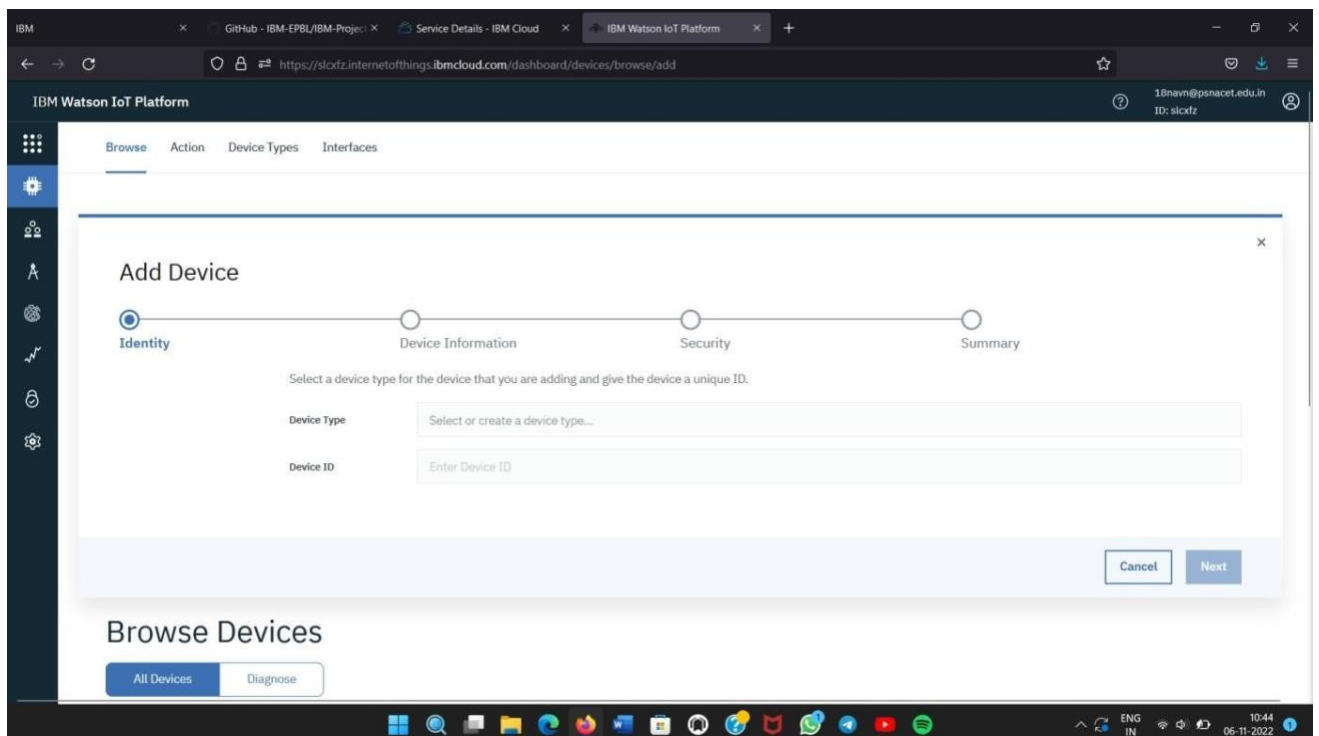 IBM
GitHub - IBM-EPBL/IBM-Project
Service Details - IBM Cloud
IBM Watson IoT Platform
https://slcxfz.internetofthings.ibmcloud.com/dashboard/devices/browse/add
IBM Watson IoT Platform
18navn@psnacet.edu.in
ID: slcxfz
Browse Action Device Types Interfaces
Add Device
Identity Device Information Security Summary
Select a device type for the device that you are adding and give the device a unique ID.
Device Type Select or create a device type...
Device ID Enter Device ID
Cancel Next
Browse Devices
All Devices Diagnose
ENG
IN
10:44
06-11-2022
1